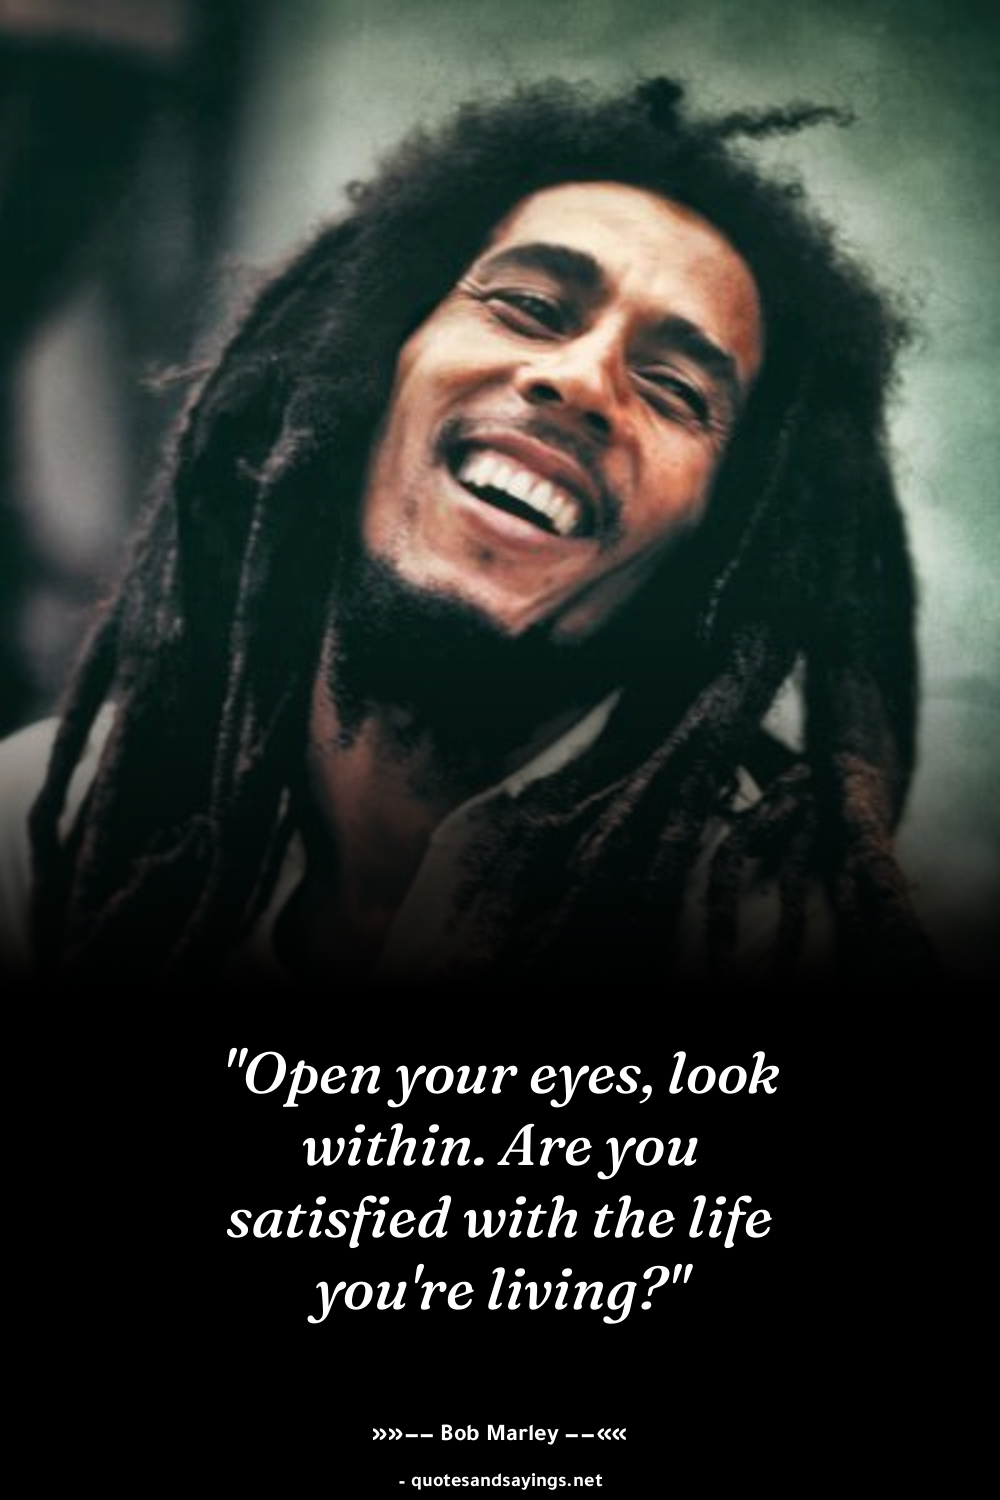 "Open your eyes, look
within. Are you
satisfied with the life
you're living?"
»»-- Bob Marley --««
- quotesandsayings.net